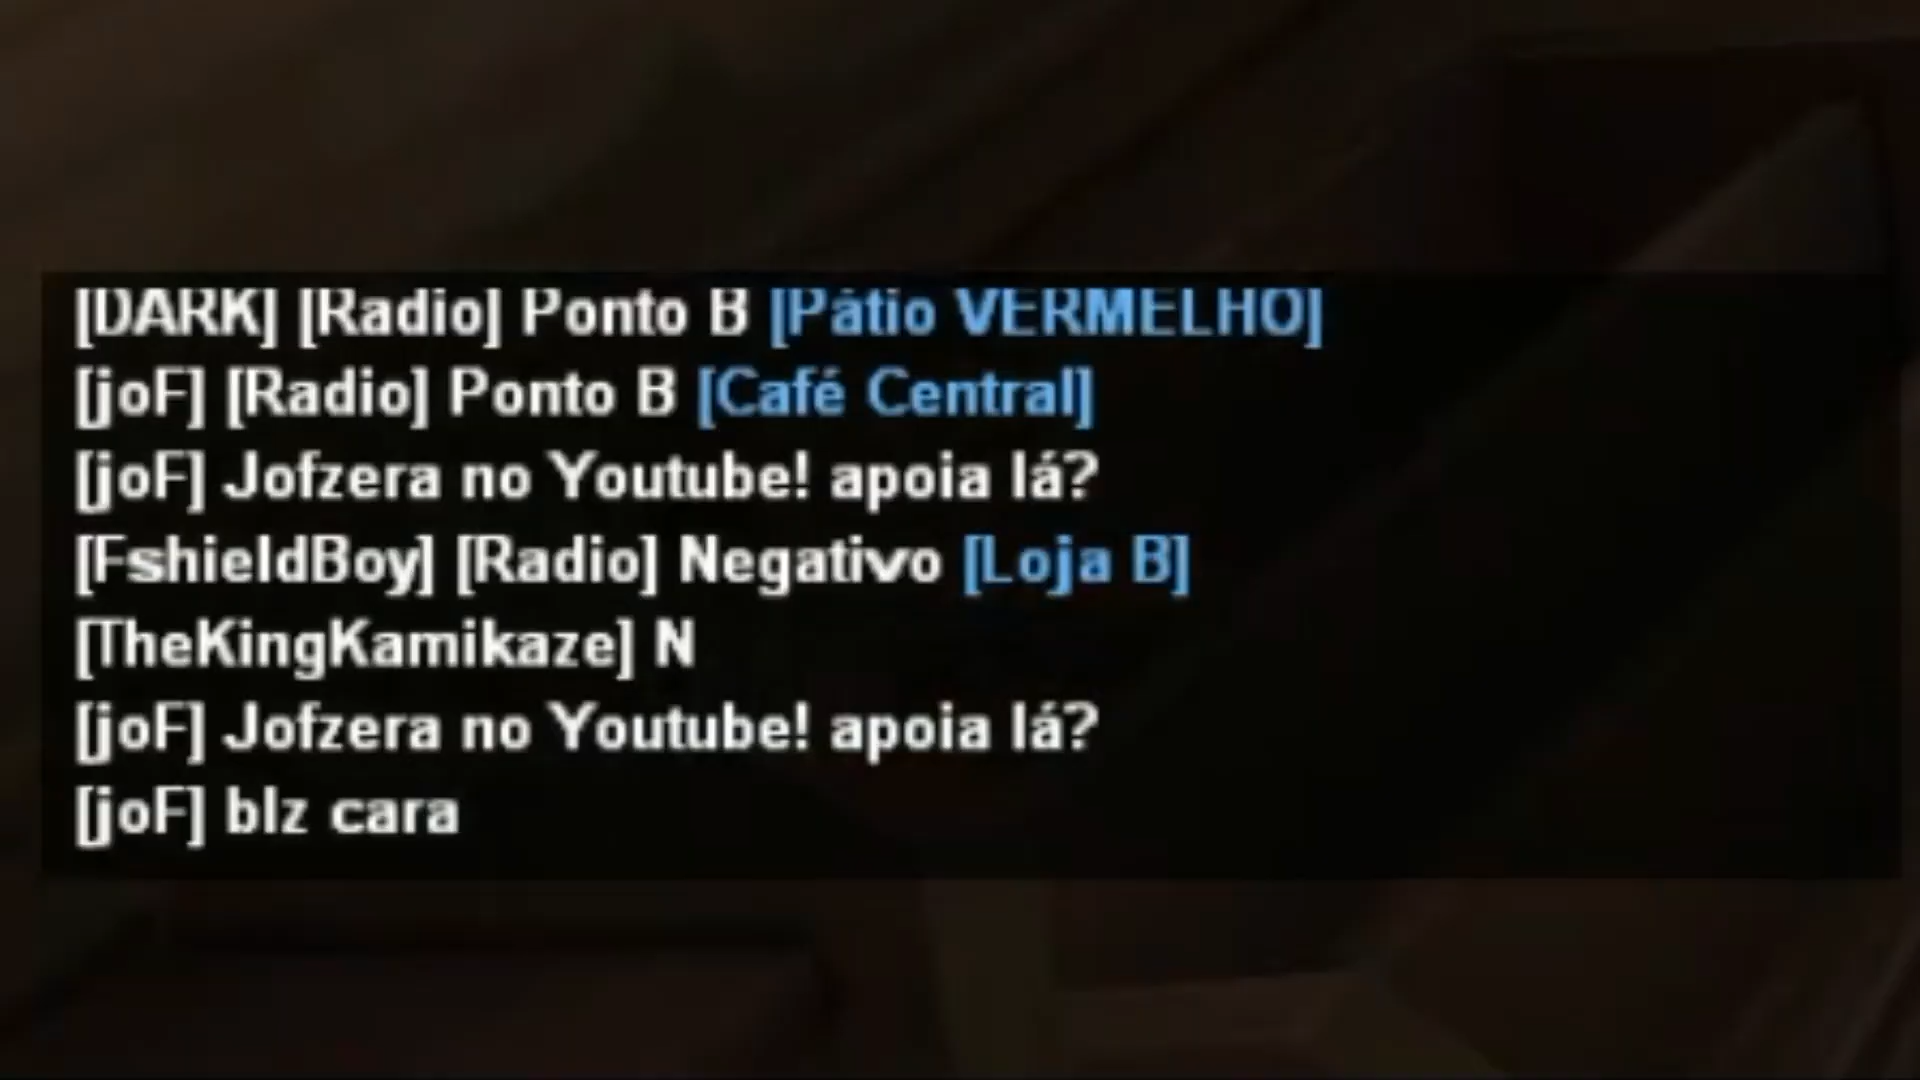 [DARK] [Radio] Ponto B [Pátio VERMELHO]
[joF] [Radio] Ponto B [Café Central]
[joF] Jofzera no Youtube! apoia lá?
[FshieldBoy] [Radio] Negativo [Loja B]
[TheKingKamikaze] N
[joF] Jofzera no Youtube! apoia lá?
[joF] blz cara